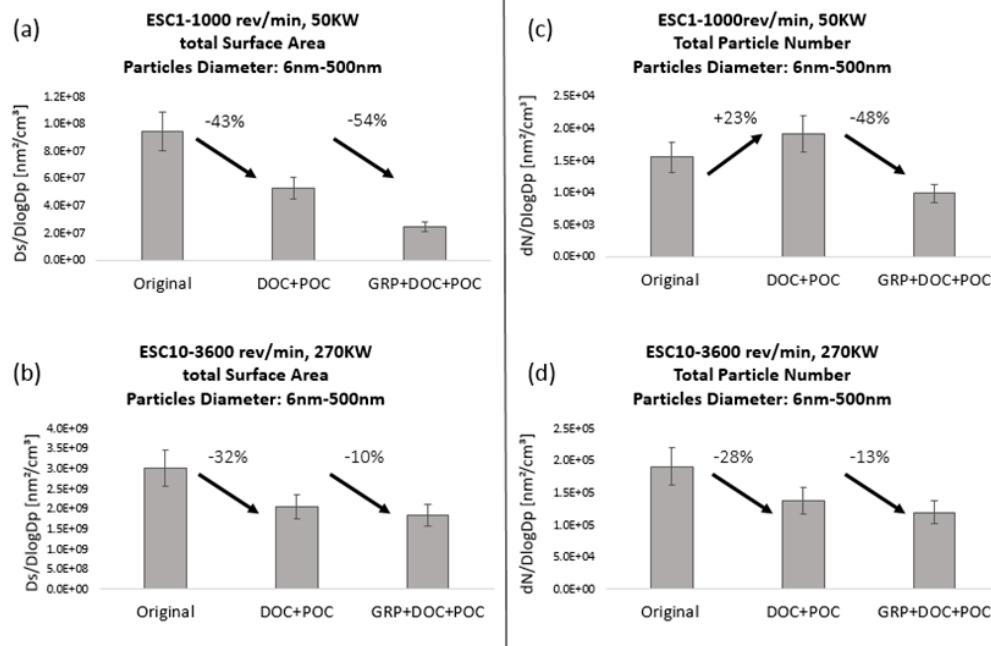 (a)
ESC1-1000 rev/min, 50KW
total Surface Area
Particles Diameter: 6nm-500nm
Ds/DlogDp [nm²/cm³]
1.2E+08
1.0E+08
8.0E+07
6.0E+07
4.0E+07
2.0E+07
0.0E+00
-43%
-54%
Original DOC+POC GRP+DOC+POC
(c)
ESC1-1000rev/min, 50KW
Total Particle Number
Particles Diameter: 6nm-500nm
dN/DlogDp [nm²/cm³]
2.5E+04
2.0E+04
1.5E+04
1.0E+04
5.0E+03
0.0E+00
+23%
-48%
Original DOC+POC GRP+DOC+POC
(b)
ESC10-3600 rev/min, 270KW
total Surface Area
Particles Diameter: 6nm-500nm
Ds/DlogDp [nm²/cm³]
4.0E+09
3.5E+09
3.0E+09
2.5E+09
2.0E+09
1.5E+09
1.0E+09
5.0E+08
0.0E+00
-32%
-10%
Original DOC+POC GRP+DOC+POC
(d)
ESC10-3600 rev/min, 270KW
Total Particle Number
Particles Diameter: 6nm-500nm
dN/DlogDp [nm²/cm³]
2.5E+05
2.0E+05
1.5E+05
1.0E+05
5.0E+04
0.0E+00
-28%
-13%
Original DOC+POC GRP+DOC+POC